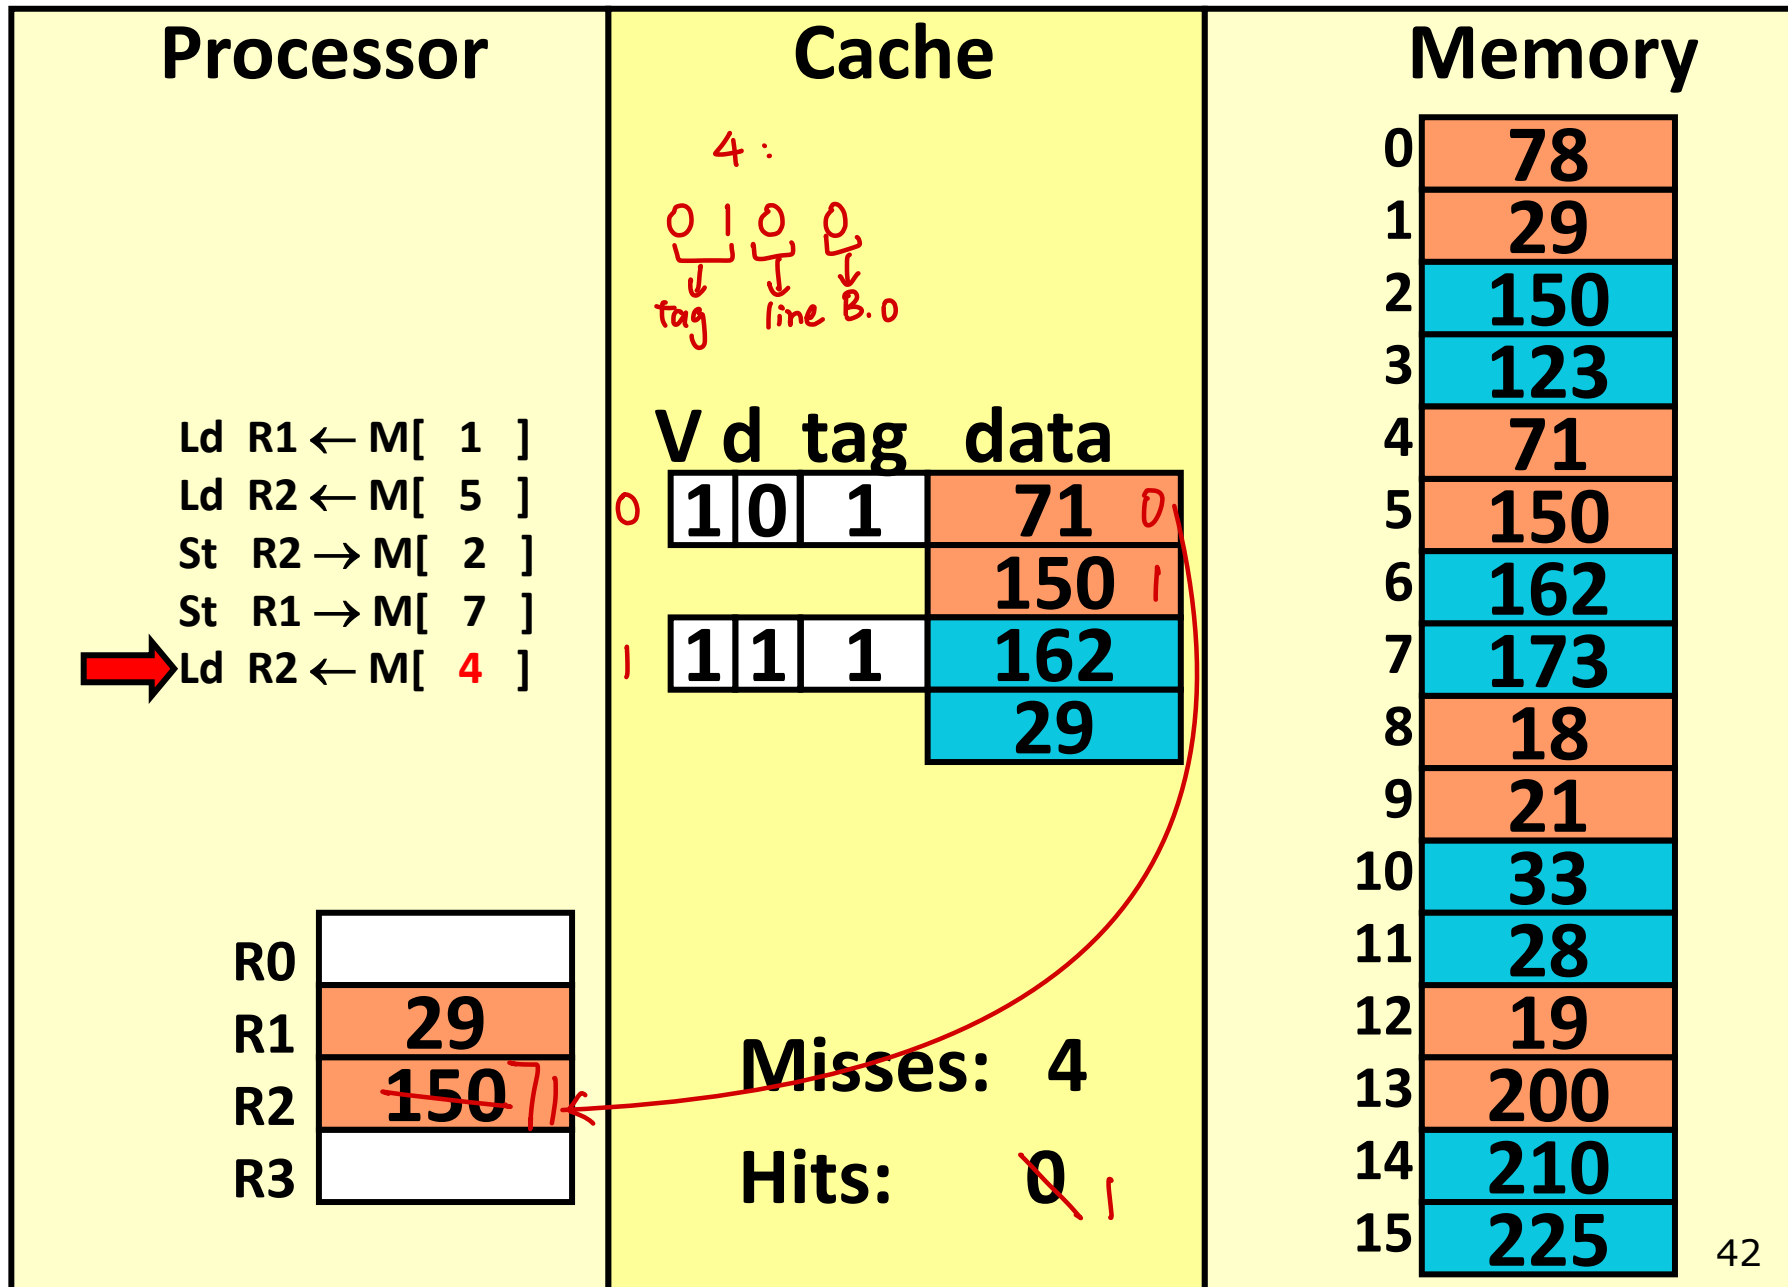 Processor
Ld R1 ← M[ 1 ]
Ld R2 ← M[ 5 ]
St R2 → M[ 2 ]
St R1 → M[ 7 ]
Ld R2 ← M[ 4 ]
R0
R1 29
R2 150 71
R3
Cache
4 :
0 1 0 0
tag line B.O
V d tag data
0 1 0 1 71 0
150 1
1 1 1 1 162
29
Misses: 4
Hits: 0 1
Memory
0 78
1 29
2 150
3 123
4 71
5 150
6 162
7 173
8 18
9 21
10 33
11 28
12 19
13 200
14 210
15 225
42